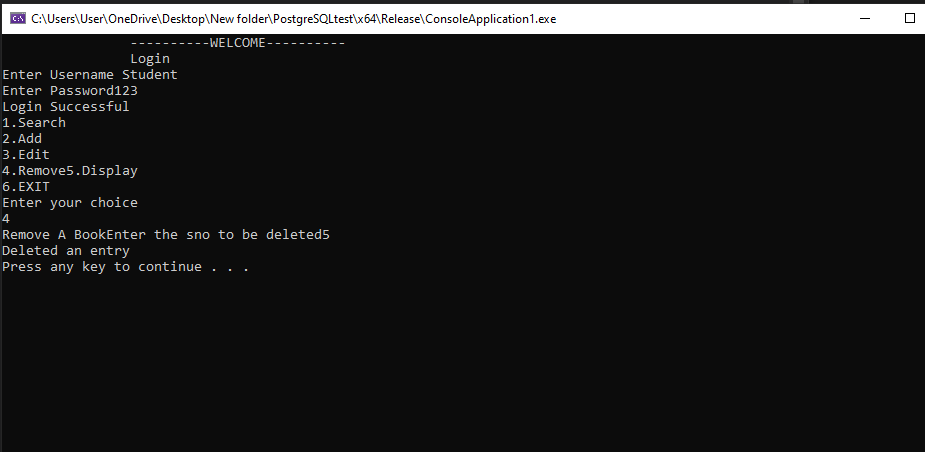 C:\Users\User\OneDrive\Desktop\New folder\PostgreSQLtest\x64\Release\ConsoleApplication1.exe
----------WELCOME----------
Login
Enter Username Student
Enter Password123
Login Successful
1.Search
2.Add
3.Edit
4.Remove5.Display
6.EXIT
Enter your choice
4
Remove A BookEnter the sno to be deleted5
Deleted an entry
Press any key to continue . . .